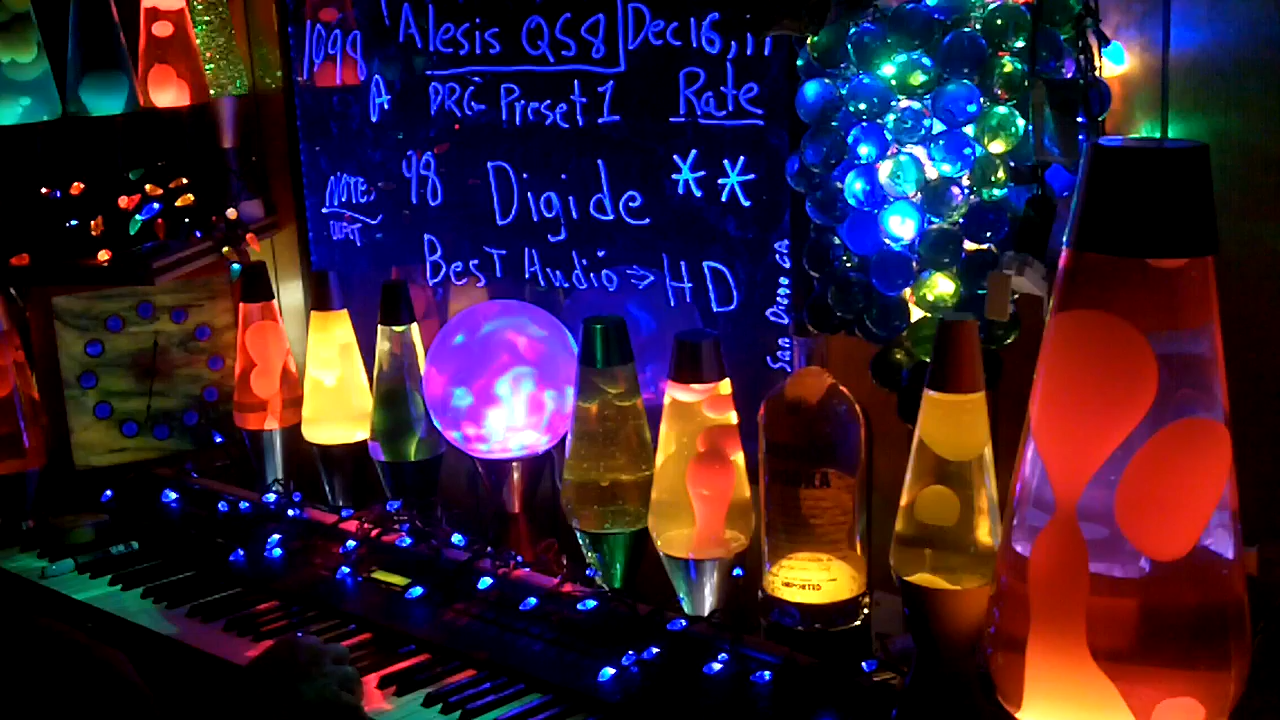 1098 Alesis QS8 Dec 16, 11
A PRG Preset 1 Rate
NOTE. 98 Digide **
Best Audio → HD
San Diego CA